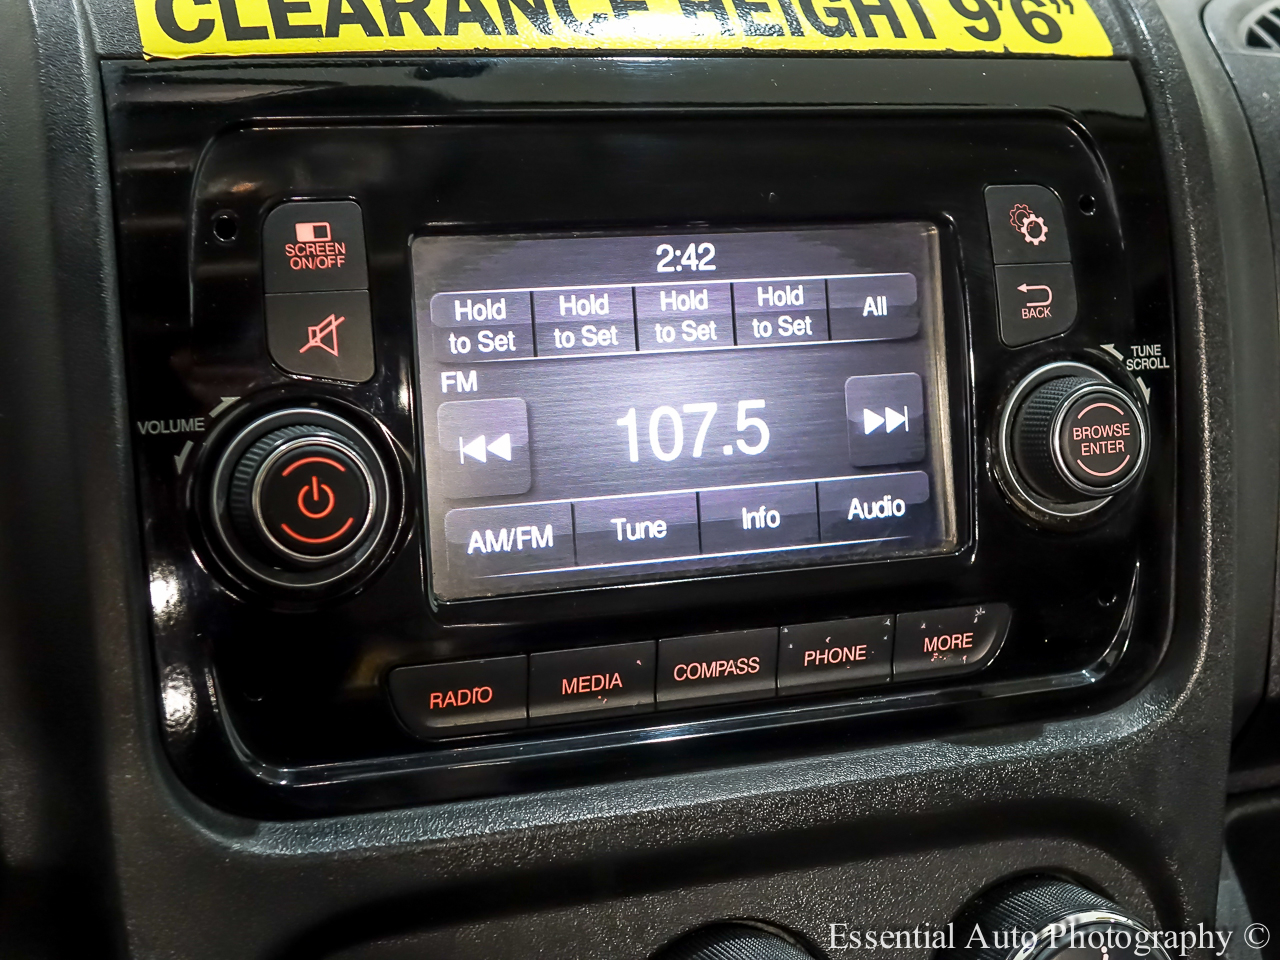 CLEARANCE HEIGHT 9'6"
SCREEN
ON/OFF
VOLUME
2:42
Hold
to Set
Hold
to Set
Hold
to Set
Hold
to Set
All
FM
107.5
AM/FM
Tune
Info
Audio
BACK
TUNE
SCROLL
BROWSE
ENTER
RADIO
MEDIA
COMPASS
PHONE
MORE
Essential Auto Photography ©